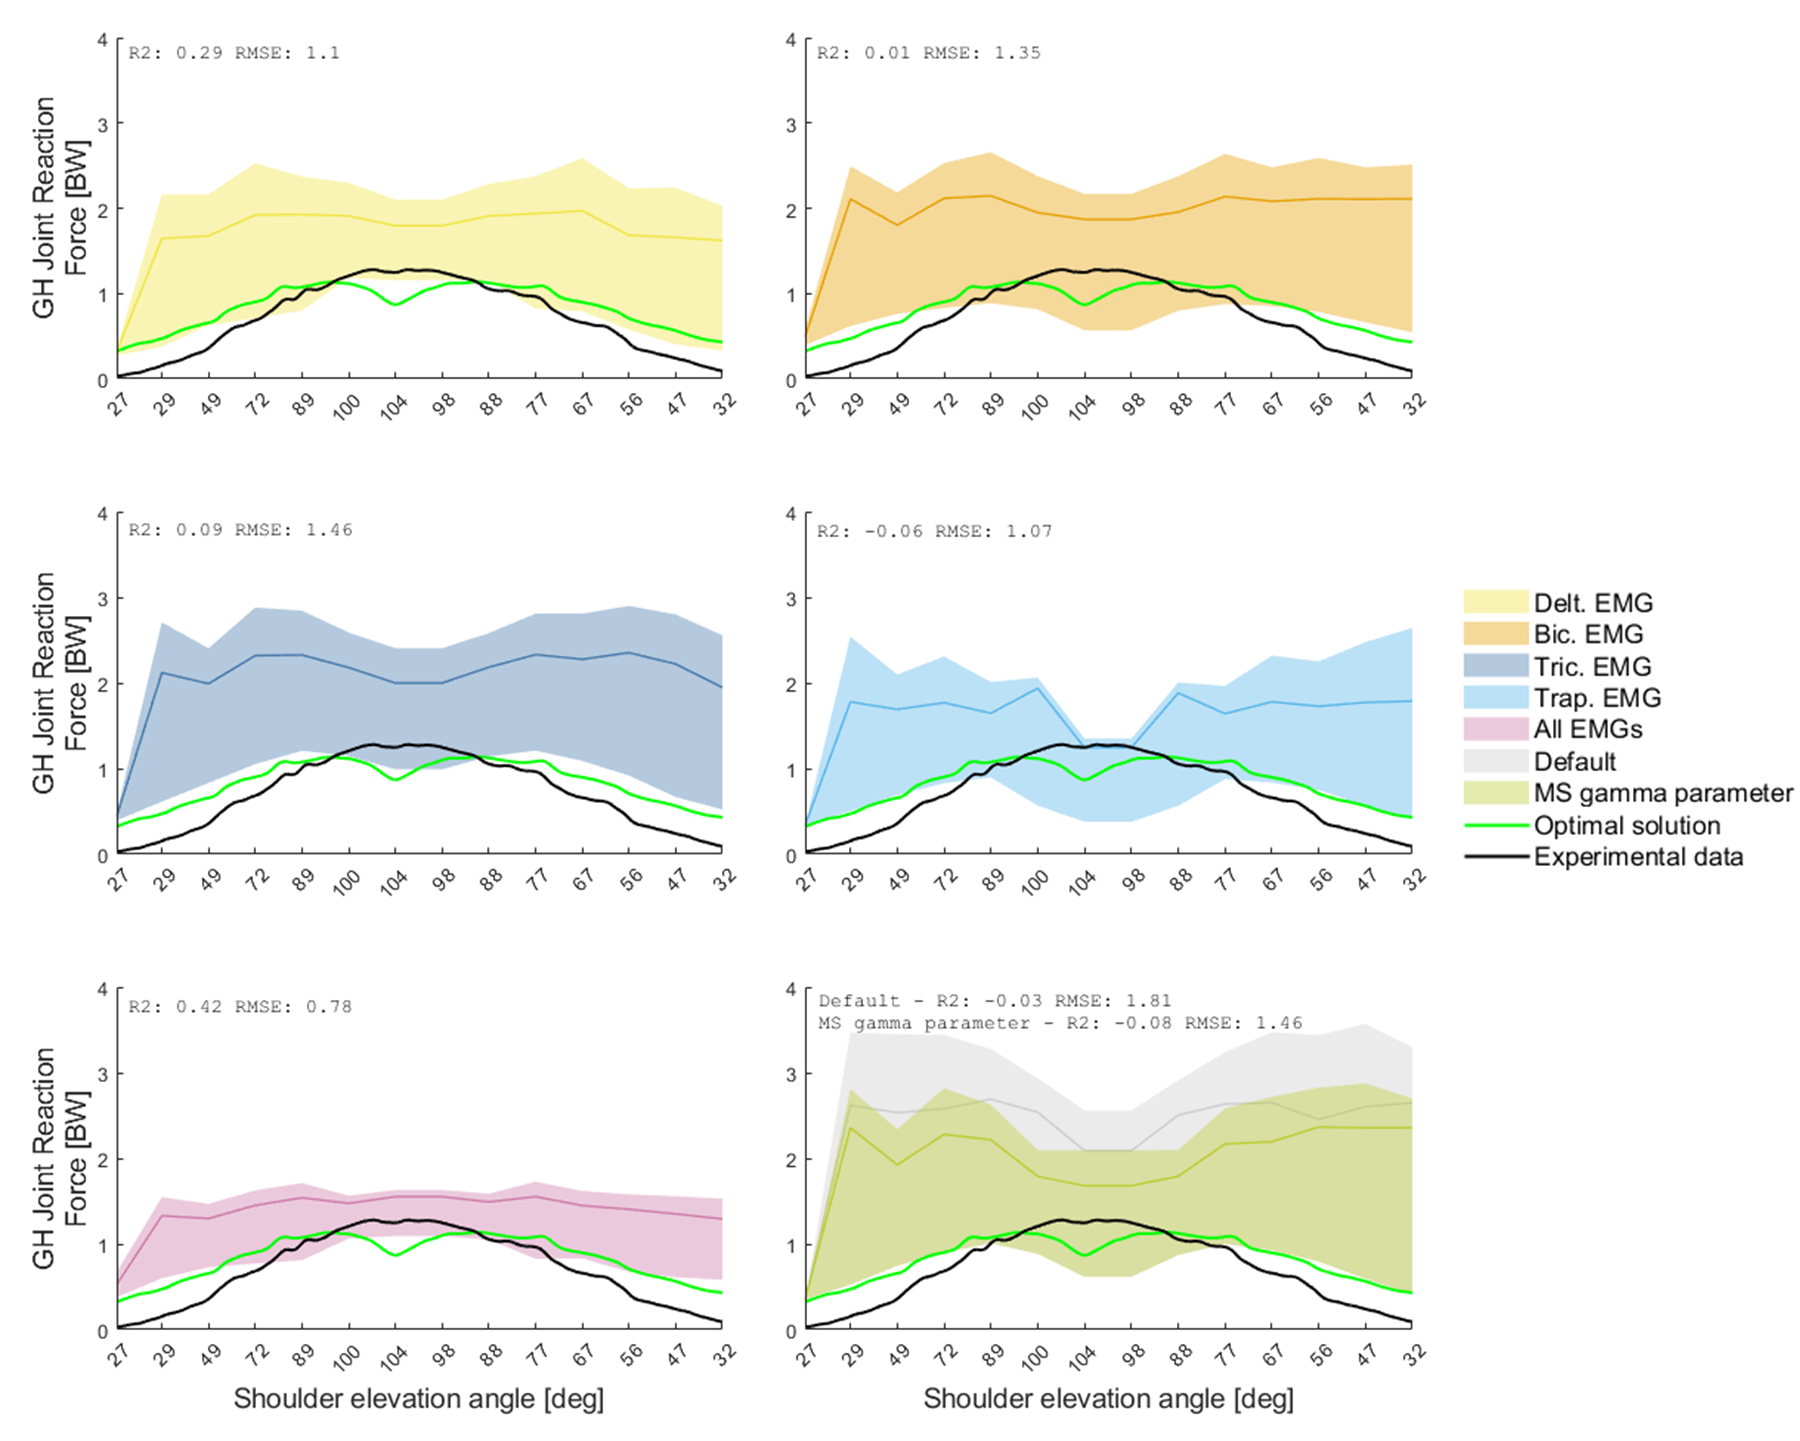 R2: 0.29 RMSE: 1.1
GH Joint Reaction
Force [BW]
4
3
2
1
0
27 29 49 72 89 100 104 98 88 77 67 56 47 32
R2: 0.01 RMSE: 1.35
4
3
2
1
0
27 29 49 72 89 100 104 98 88 77 67 56 47 32
R2: 0.09 RMSE: 1.46
GH Joint Reaction
Force [BW]
4
3
2
1
0
27 29 49 72 89 100 104 98 88 77 67 56 47 32
R2: -0.06 RMSE: 1.07
4
3
2
1
0
27 29 49 72 89 100 104 98 88 77 67 56 47 32
Delt. EMG
Bic. EMG
Tric. EMG
Trap. EMG
All EMGs
Default
MS gamma parameter
Optimal solution
Experimental data
R2: 0.42 RMSE: 0.78
GH Joint Reaction
Force [BW]
4
3
2
1
0
27 29 49 72 89 100 104 98 88 77 67 56 47 32
Shoulder elevation angle [deg]
Default - R2: -0.03 RMSE: 1.81
MS gamma parameter - R2: -0.08 RMSE: 1.46
4
3
2
1
0
27 29 49 72 89 100 104 98 88 77 67 56 47 32
Shoulder elevation angle [deg]